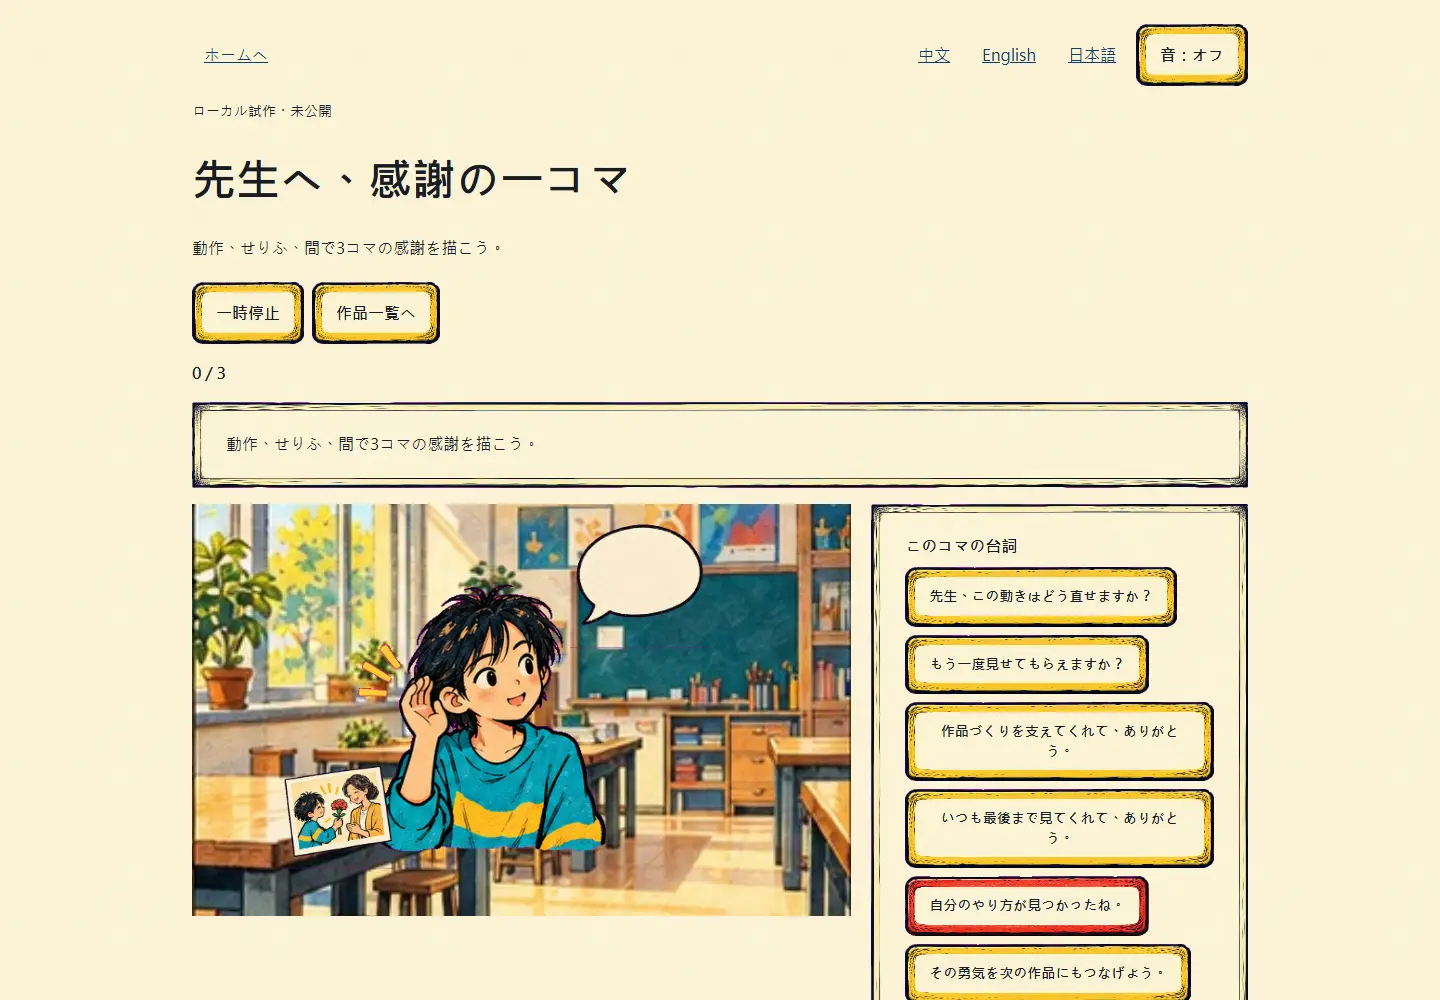 ホームへ
中文
English
日本語
音：オフ
ローカル試作・未公開
先生へ、感謝の一コマ
動作、せりふ、間で3コマの感謝を描こう。
一時停止
作品一覧へ
0 / 3
動作、せりふ、間で3コマの感謝を描こう。
このコマの台詞
先生、この動きはどう直せますか？
もう一度見せてもらえますか？
作品づくりを支えてくれて、ありがと
う。
いつも最後まで見てくれて、ありがと
う。
自分のやり方が見つかったね。
その勇気を次の作品にもつなげよう。